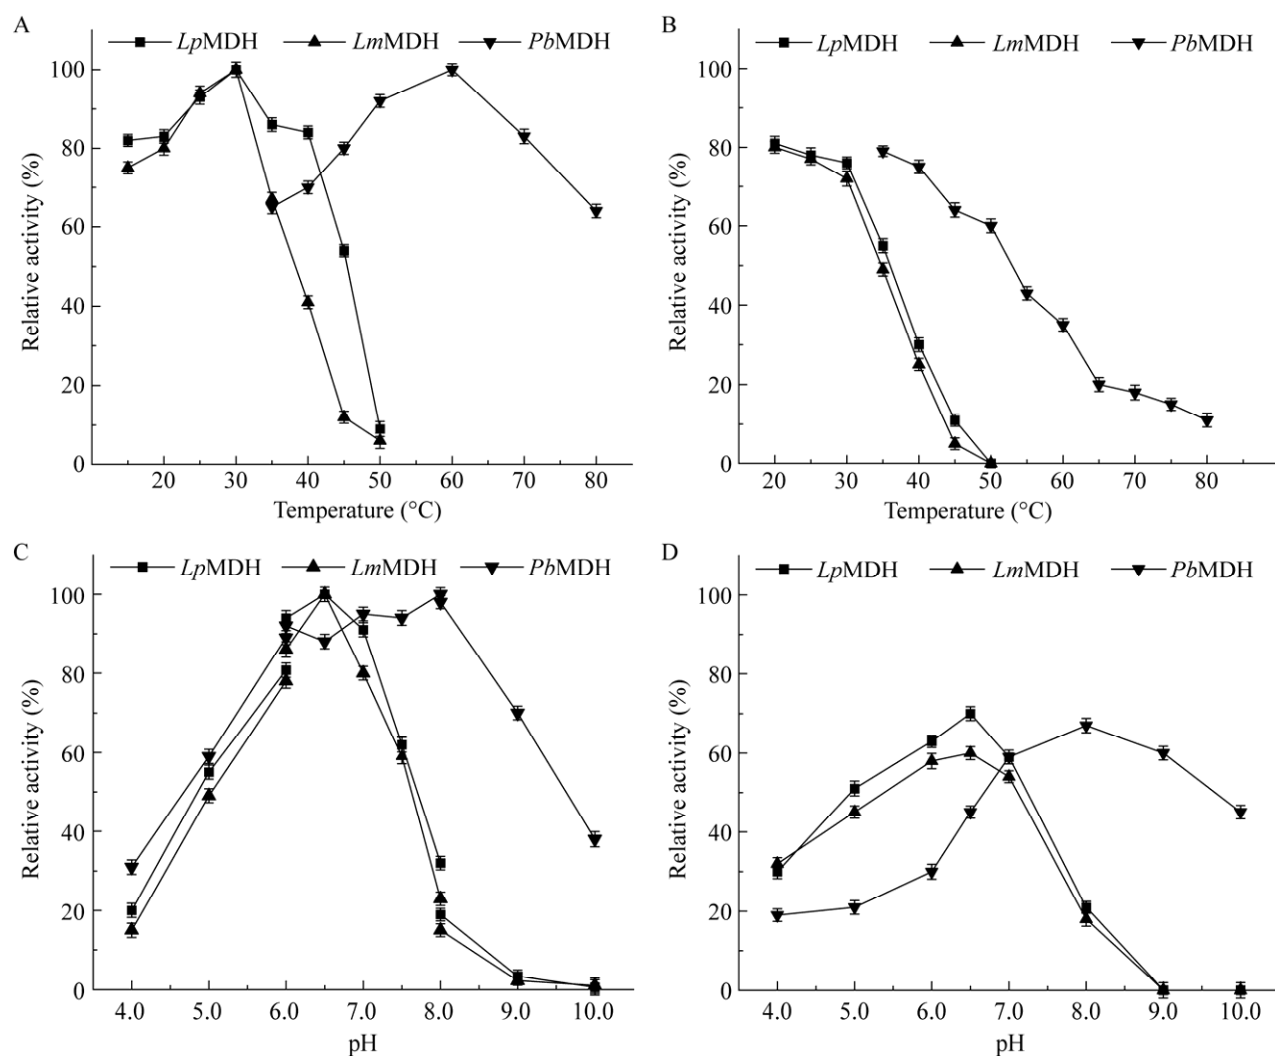 A
LpMDH LmMDH PbMDH
100
80
60
40
20
0
Relative activity (%)
20 30 40 50 60 70 80
Temperature (°C)
B
LpMDH LmMDH PbMDH
100
80
60
40
20
0
Relative activity (%)
20 30 40 50 60 70 80
Temperature (°C)
C
LpMDH LmMDH PbMDH
100
80
60
40
20
0
Relative activity (%)
4.0 5.0 6.0 7.0 8.0 9.0 10.0
pH
D
LpMDH LmMDH PbMDH
100
80
60
40
20
0
Relative activity (%)
4.0 5.0 6.0 7.0 8.0 9.0 10.0
pH